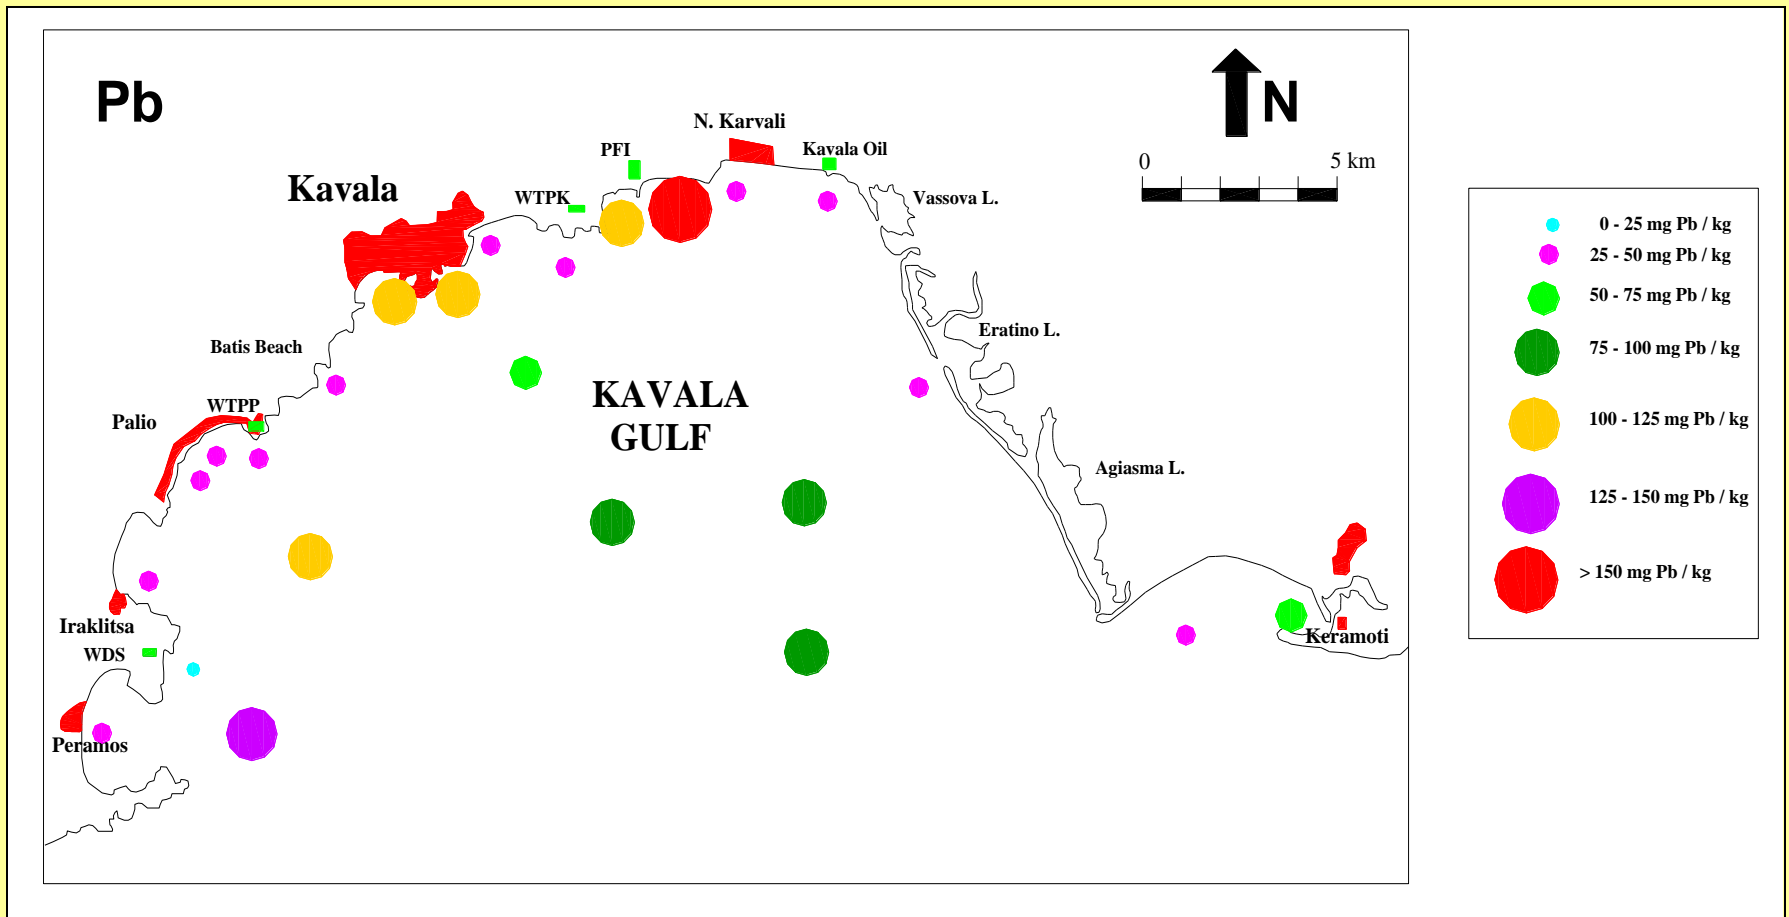 Pb
N
0 5 km
N. Karvali
PFI
Kavala Oil
Kavala
WTPK
Vassova L.
Eratino L.
Batis Beach
KAVALA
GULF
WTPP
Palio
Agiasma L.
Iraklitsa
Keramoti
WDS
Peramos
0 - 25 mg Pb / kg
25 - 50 mg Pb / kg
50 - 75 mg Pb / kg
75 - 100 mg Pb / kg
100 - 125 mg Pb / kg
125 - 150 mg Pb / kg
> 150 mg Pb / kg